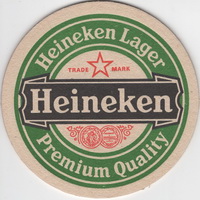 Heineken Lager
TRADE MARK
Heineken
Premium Quality